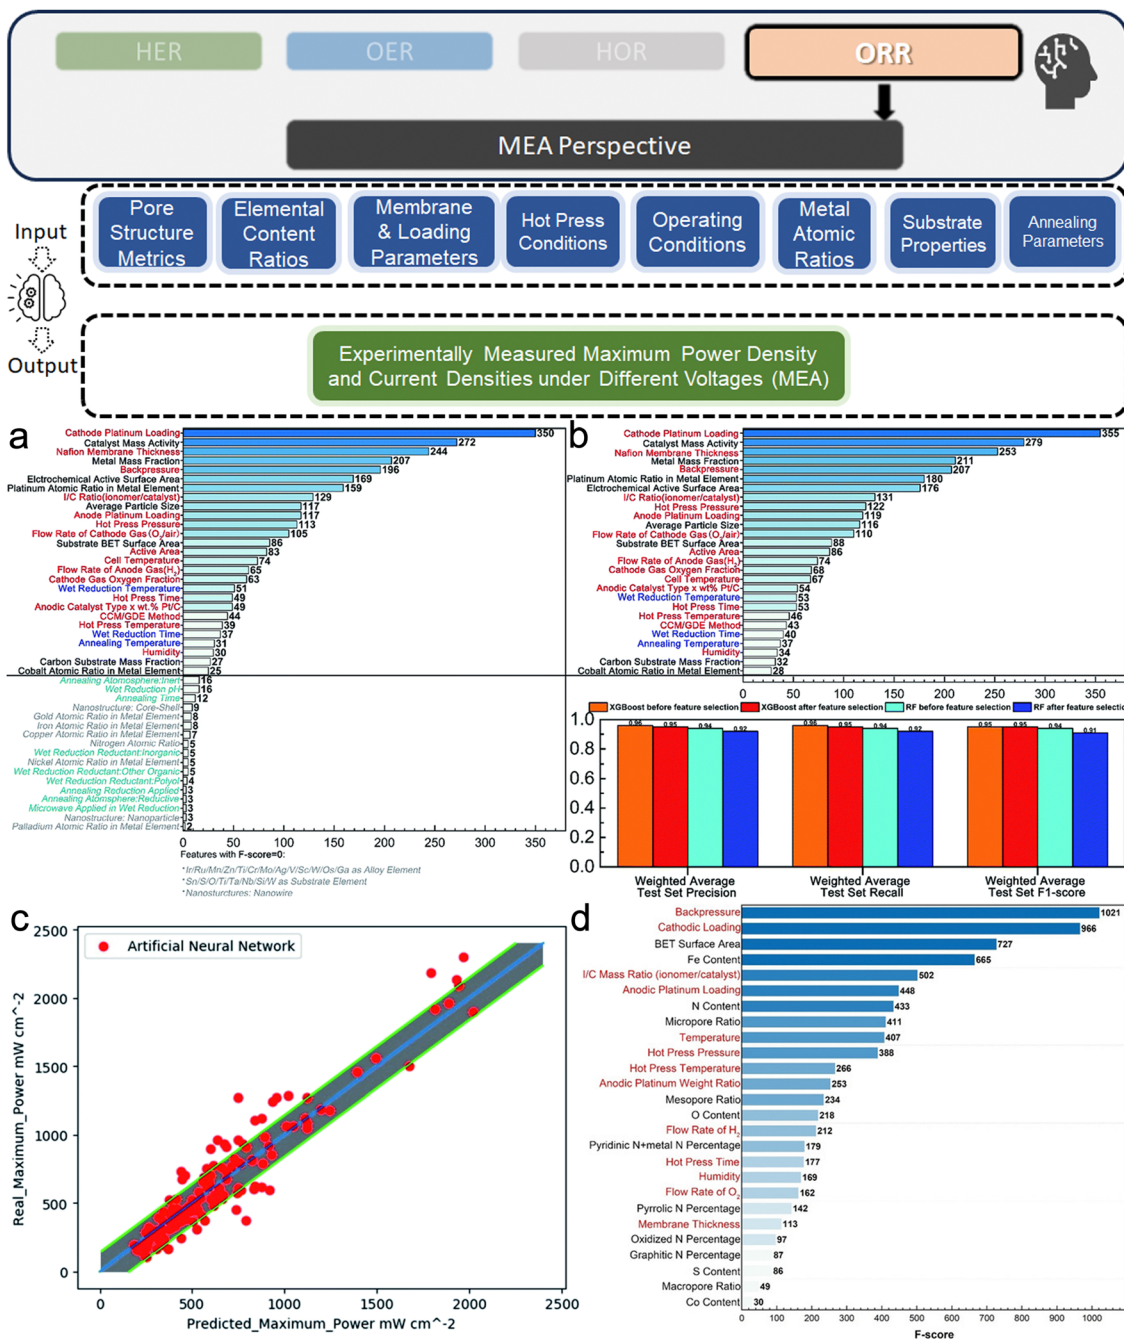 HER
OER
HOR
ORR
MEA Perspective
Input
Output
Pore
Structure
Metrics
Elemental
Content
Ratios
Membrane
& Loading
Parameters
Hot Press
Conditions
Operating
Conditions
Metal
Atomic
Ratios
Substrate
Properties
Annealing
Parameters
Experimentally Measured Maximum Power Density
and Current Densities under Different Voltages (MEA)
a
Cathode Platinum Loading 350
Catalyst Mass Activity 272
Nafion Membrane Thickness 244
Metal Mass Fraction 207
Backpressure 196
Elctrochemical Active Surface Area 169
Platinum Atomic Ratio in Metal Element 159
I/C Ratio(ionomer/catalyst) 129
Average Particle Size 117
Anode Platinum Loading 117
Hot Press Pressure 113
Flow Rate of Cathode Gas (O₂/air) 105
Substrate BET Surface Area 86
Active Area 83
Cell Temperature 74
Flow Rate of Anode Gas(H₂) 65
Cathode Gas Oxygen Fraction 63
Wet Reduction Temperature 51
Hot Press Time 49
Anodic Catalyst Type x wt.% Pt/C 49
CCM/GDE Method 44
Hot Press Temperature 39
Wet Reduction Time 37
Annealing Temperature 31
Humidity 30
Carbon Substrate Mass Fraction 27
Cobalt Atomic Ratio in Metal Element 25
Annealing Atomosphere:Inert 16
Wet Reduction pH 16
Annealing Time 12
Nanostructure: Core-Shell 9
Gold Atomic Ratio in Metal Element 8
Iron Atomic Ratio in Metal Element 8
Copper Atomic Ratio in Metal Element 7
Nitrogen Atomic Ratio 5
Wet Reduction Reductant:Inorganic 5
Nickel Atomic Ratio in Metal Element 5
Wet Reduction Reductant:Other Organic 5
Wet Reduction Reductant:Polyol 4
Annealing Reduction Applied 3
Annealing Atomsphere:Reductive 3
Microwave Applied in Wet Reduction 3
Nanostructure: Nanoparticle 3
Palladium Atomic Ratio in Metal Element 2
0 50 100 150 200 250 300 350
Features with F-score=0:
*Ir/Ru/Mn/Zn/Ti/Cr/Mo/Ag/V/Sc/W/Os/Ga as Alloy Element
*Sn/S/O/Ti/Ta/Nb/Si/W as Substrate Element
*Nanosturctures: Nanowire
b
Cathode Platinum Loading 355
Catalyst Mass Activity 279
Nafion Membrane Thickness 253
Metal Mass Fraction 211
Backpressure 207
Platinum Atomic Ratio in Metal Element 180
Elctrochemical Active Surface Area 176
I/C Ratio(ionomer/catalyst) 131
Hot Press Pressure 122
Anode Platinum Loading 119
Average Particle Size 116
Flow Rate of Cathode Gas (O₂/air) 110
Substrate BET Surface Area 88
Active Area 86
Flow Rate of Anode Gas(H₂) 74
Cathode Gas Oxygen Fraction 68
Cell Temperature 67
Anodic Catalyst Type x wt.% Pt/C 54
Wet Reduction Temperature 53
Hot Press Time 53
Hot Press Temperature 46
CCM/GDE Method 43
Wet Reduction Time 40
Annealing Temperature 37
Humidity 34
Carbon Substrate Mass Fraction 32
Cobalt Atomic Ratio in Metal Element 28
0 50 100 150 200 250 300 350
XGBoost before feature selection XGBoost after feature selection RF before feature selection RF after feature selection
1.0
0.8
0.6
0.4
0.2
0.0
0.96 0.95 0.94 0.92
0.96 0.95 0.94 0.92
0.95 0.95 0.94 0.91
Weighted Average
Test Set Precision
Weighted Average
Test Set Recall
Weighted Average
Test Set F1-score
c
Artificial Neural Network
Real_Maximum_Power mW cm^-2
2500
2000
1500
1000
500
0
0 500 1000 1500 2000 2500
Predicted_Maximum_Power mW cm^-2
d
Backpressure 1021
Cathodic Loading 966
BET Surface Area 727
Fe Content 665
I/C Mass Ratio (ionomer/catalyst) 502
Anodic Platinum Loading 448
N Content 433
Micropore Ratio 411
Temperature 407
Hot Press Pressure 388
Hot Press Temperature 266
Anodic Platinum Weight Ratio 253
Mesopore Ratio 234
O Content 218
Flow Rate of H₂ 212
Pyridinic N+metal N Percentage 179
Hot Press Time 177
Humidity 169
Flow Rate of O₂ 162
Pyrrolic N Percentage 142
Membrane Thickness 113
Oxidized N Percentage 97
Graphitic N Percentage 87
S Content 86
Macropore Ratio 49
Co Content 30
0 100 200 300 400 500 600 700 800 900 1000
F-score